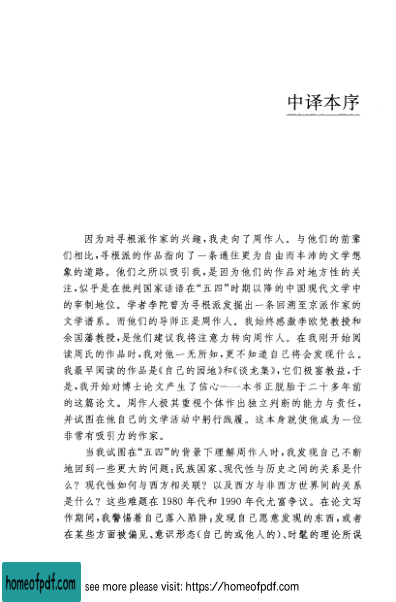 中译本序
因为对寻根派作家的兴趣，我走向了周作人。与他们的前辈
们相比，寻根派的作品指向了一条通往更为自由而丰沛的文学想
象的道路。他们之所以吸引我，是因为他们的作品对地方性的关
注，似乎是在批判国家话语在“五四”时期以降的中国现代文学中
的宰制地位。学者李陀曾为寻根派发掘出一条回溯至京派作家的
文学谱系。而他们的导师正是周作人。我始终感激李欧梵教授和
余国藩教授，是他们建议我将注意力转向周作人。在我刚开始阅
读周氏的作品时，我对他一无所知，更不知道自己将会发现什么。
我最早阅读的作品是《自己的园地》和《谈龙集》，它们极富教益。于
是，我开始对博士论文产生了信心——本书正脱胎于二十多年前
的这篇论文。周作人极其重视个体作出独立判断的能力与责任，
并试图在他自己的文学活动中躬行践履。这本身就使他成为一位
非常有吸引力的作家。
当我试图在“五四”的背景下理解周作人时，我发现自己不断
地回到一些更大的问题：民族国家、现代性与历史之间的关系是什
么？现代性如何与西方相关联？以及西方与非西方世界间的关系
是什么？这些难题在1980年代和1990年代尤富争议。在论文写
作期间，我警惕着自己落入陷阱：发现自己愿意发现的东西，或者
在某些方面被偏见、意识形态（自己的或他人的）、时髦的理论所误
homeofpdf.com
see more please visit: https://homeofpdf.com